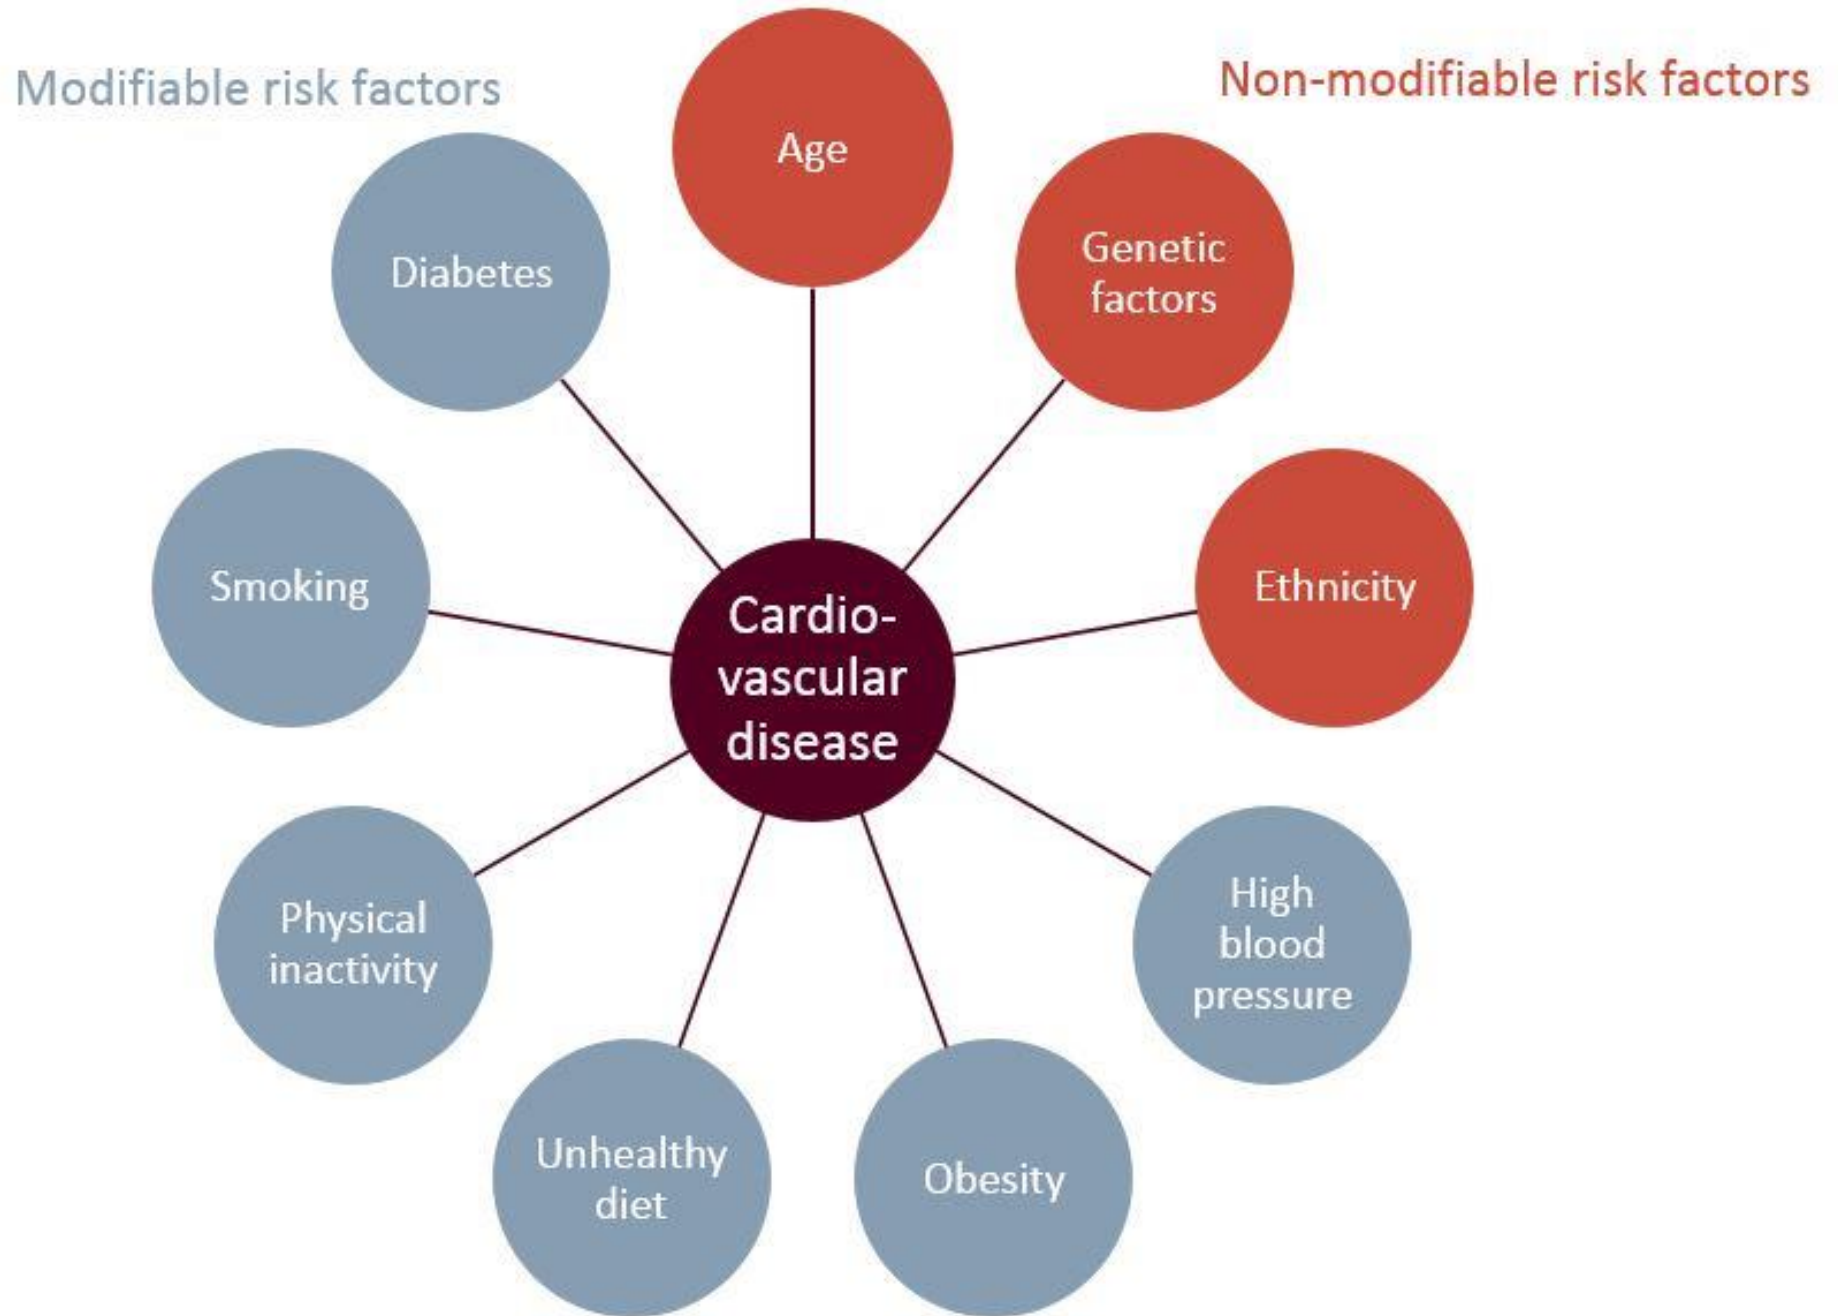 Modifiable risk factors
Non-modifiable risk factors
Age
Diabetes
Genetic
factors
Smoking
Ethnicity
Cardio-
vascular
disease
Physical
inactivity
High
blood
pressure
Unhealthy
diet
Obesity